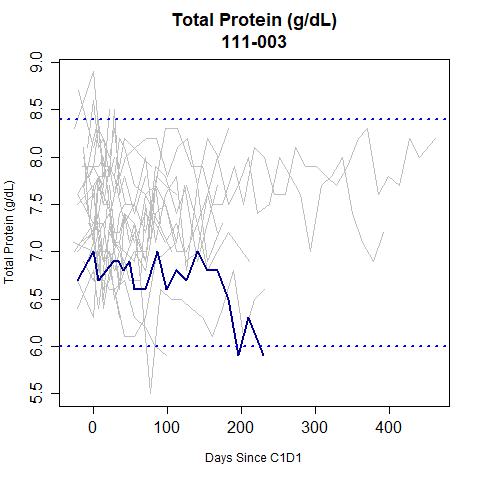 Total Protein (g/dL)
111-003
Total Protein (g/dL)
9.0
8.5
8.0
7.5
7.0
6.5
6.0
5.5
0 100 200 300 400
Days Since C1D1